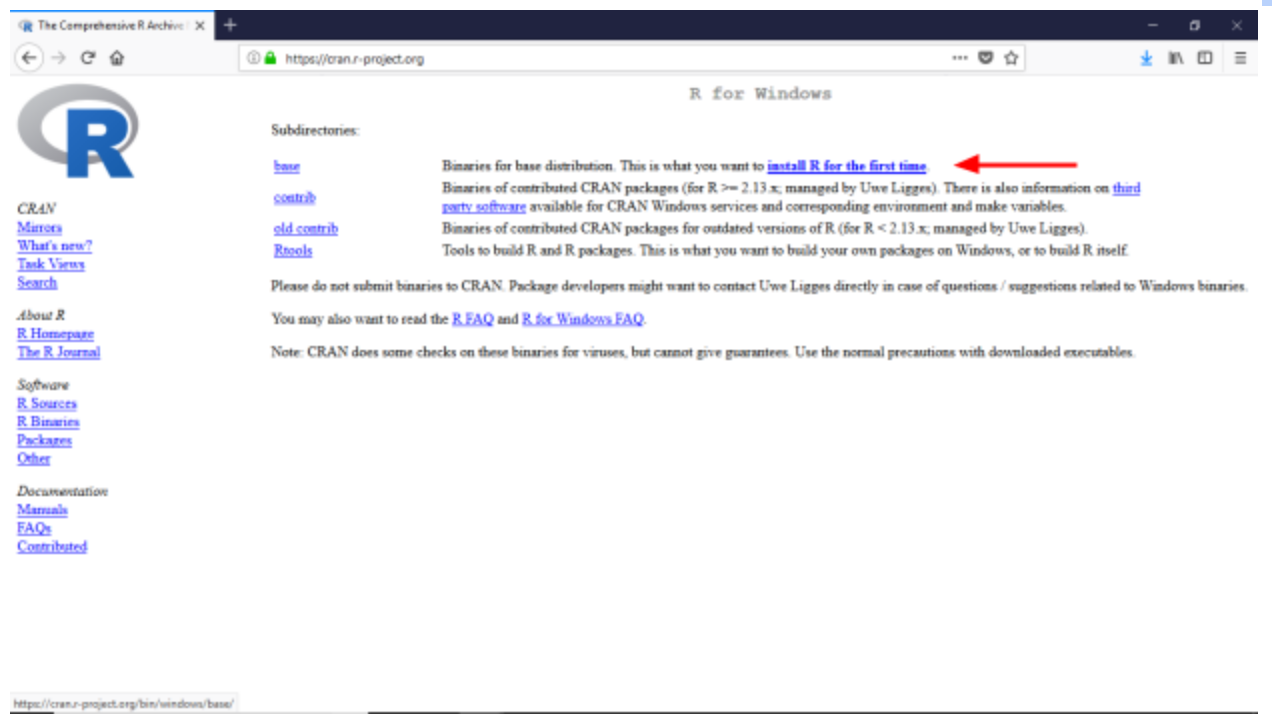 The Comprehensive R Archive
https://cran.r-project.org
R
R for Windows
Subdirectories:
base Binaries for base distribution. This is what you want to install R for the first time.
contrib Binaries of contributed CRAN packages (for R >= 2.13.x; managed by Uwe Ligges). There is also information on third
party software available for CRAN Windows services and corresponding environment and make variables.
old contrib Binaries of contributed CRAN packages for outdated versions of R (for R < 2.13.x; managed by Uwe Ligges).
Rtools Tools to build R and R packages. This is what you want to build your own packages on Windows, or to build R itself.
Please do not submit binaries to CRAN. Package developers might want to contact Uwe Ligges directly in case of questions / suggestions related to Windows binaries.
You may also want to read the R FAQ and R for Windows FAQ.
Note: CRAN does some checks on these binaries for viruses, but cannot give guarantees. Use the normal precautions with downloaded executables.
CRAN
Mirrors
What's new?
Task Views
Search
About R
R Homepage
The R Journal
Software
R Sources
R Binaries
Packages
Other
Documentation
Manuals
FAQs
Contributed
https://cran.r-project.org/bin/windows/base/